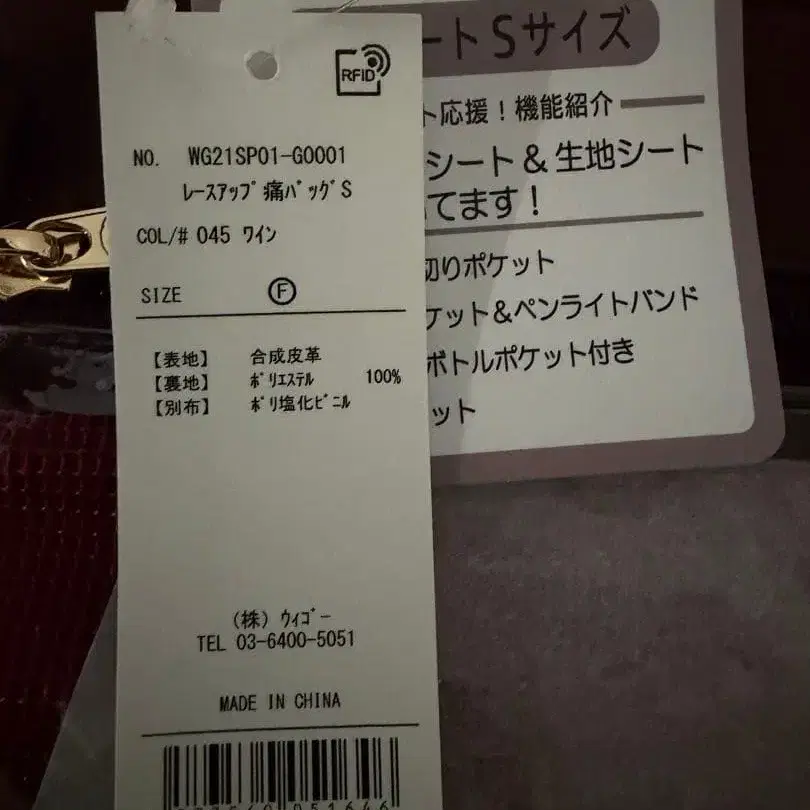 RFID
NO. WG21SP01-G0001
レースアップ痛バッグS
COL/# 045 ワイン
SIZE Ⓕ
【表地】 合成皮革
【裏地】 ポリエステル 100%
【別布】 ポリ塩化ビニル
(株) ウィゴー
TEL 03-6400-5051
MADE IN CHINA
ートSサイズ
ト応援！機能紹介
シート&生地シート
てます！
切りポケット
ケット&ペンライトバンド
ボトルポケット付き
ット